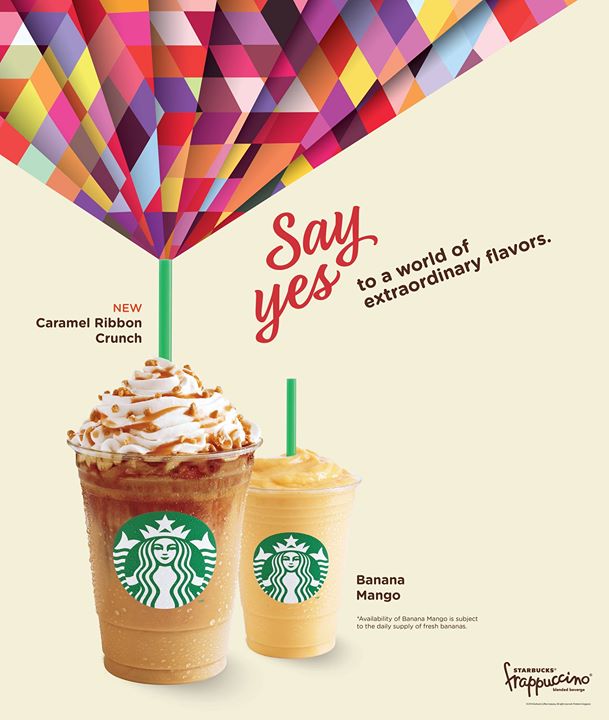 Say
yes
to a world of
extraordinary flavors.
NEW
Caramel Ribbon
Crunch
Banana
Mango
*Availability of Banana Mango is subject
to the daily supply of fresh bananas.
STARBUCKS®
frappuccino®
blended beverage